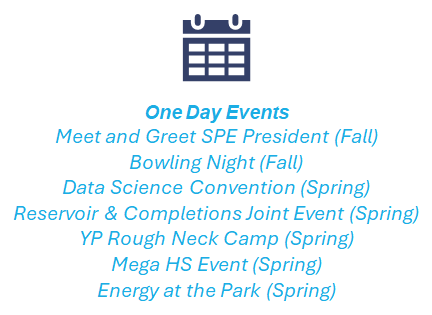 One Day Events
Meet and Greet SPE President (Fall)
Bowling Night (Fall)
Data Science Convention (Spring)
Reservoir & Completions Joint Event (Spring)
YP Rough Neck Camp (Spring)
Mega HS Event (Spring)
Energy at the Park (Spring)